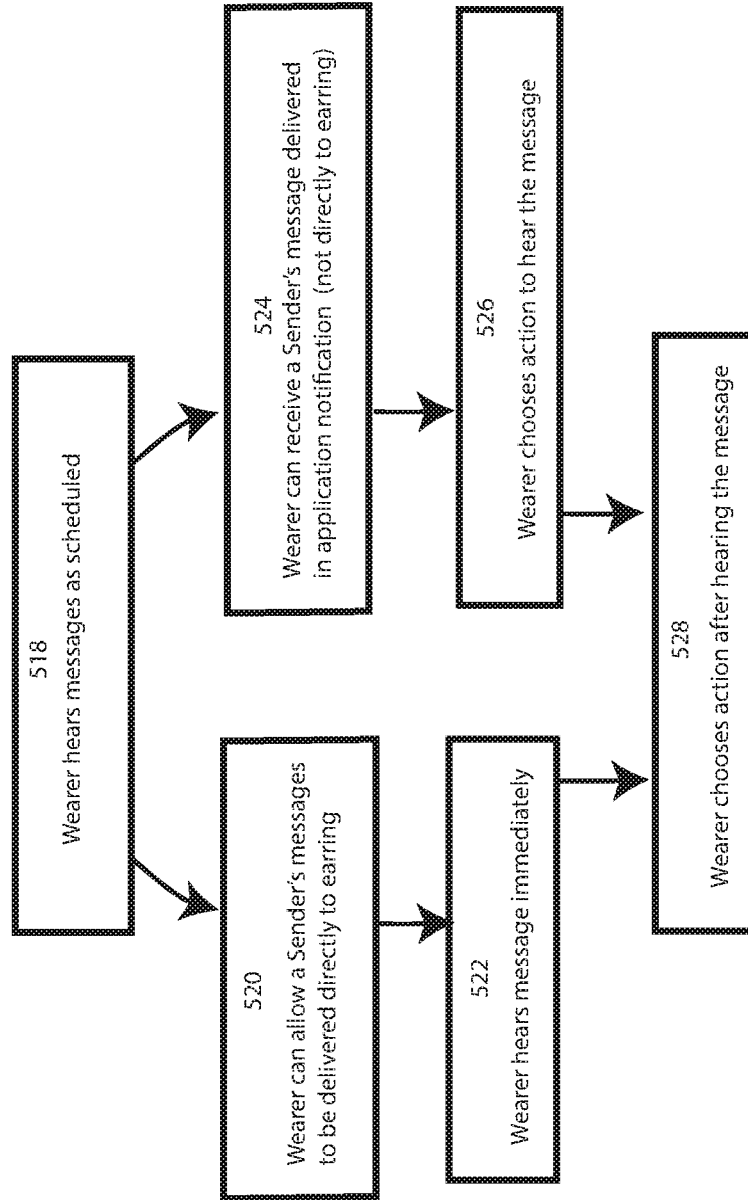 518
Wearer hears messages as scheduled
520
Wearer can allow a Sender's messages
to be delivered directly to earring
522
Wearer hears message immediately
524
Wearer can receive a Sender's message delivered
in application notification (not directly to earring)
526
Wearer chooses action to hear the message
528
Wearer chooses action after hearing the message